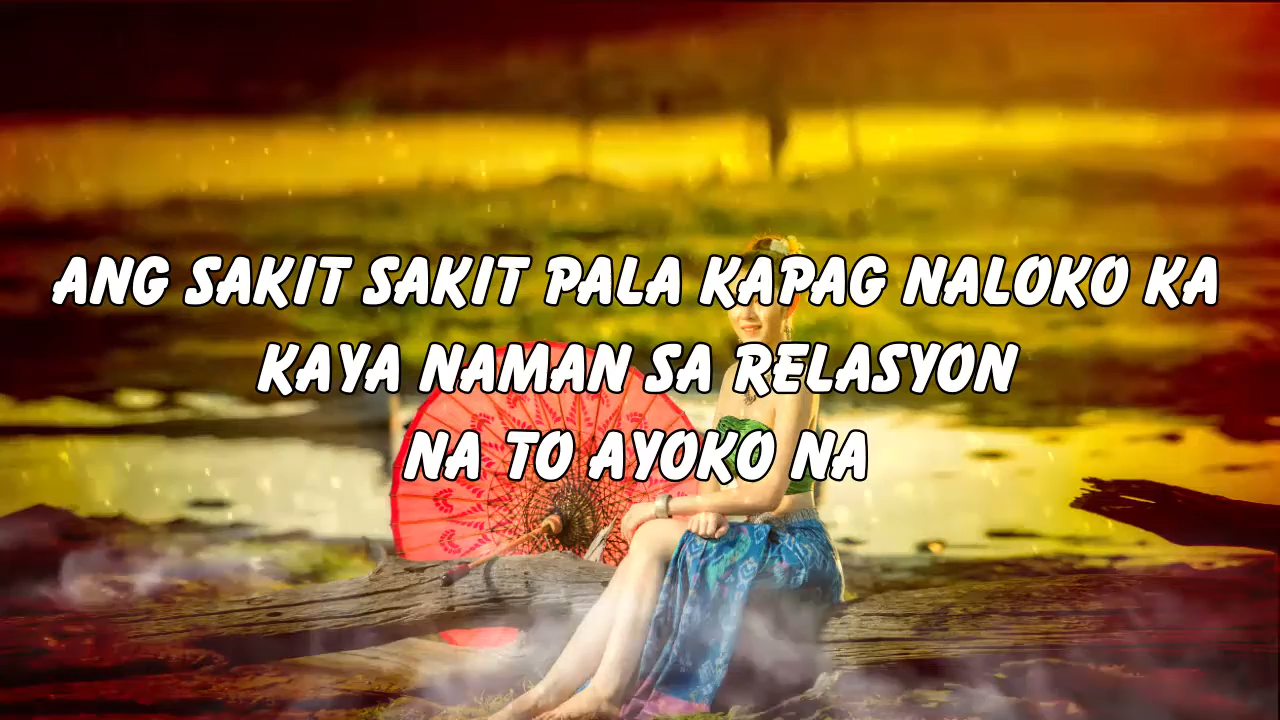 ANG SAKIT SAKIT PALA KAPAG NALOKO KA
KAYA NAMAN SA RELASYON
NA TO AYOKO NA